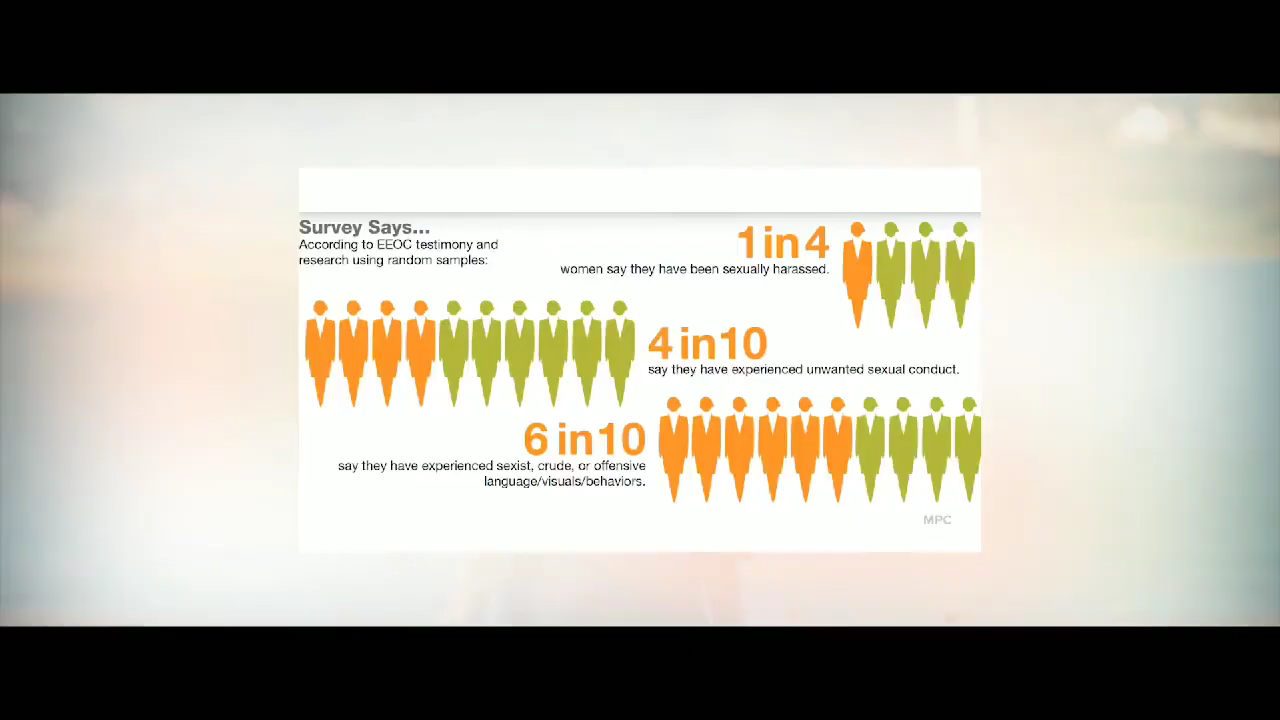 Survey Says...
According to EEOC testimony and
research using random samples:
1 in 4
women say they have been sexually harassed.
4 in 10
say they have experienced unwanted sexual conduct.
6 in 10
say they have experienced sexist, crude, or offensive
language/visuals/behaviors.
MPC